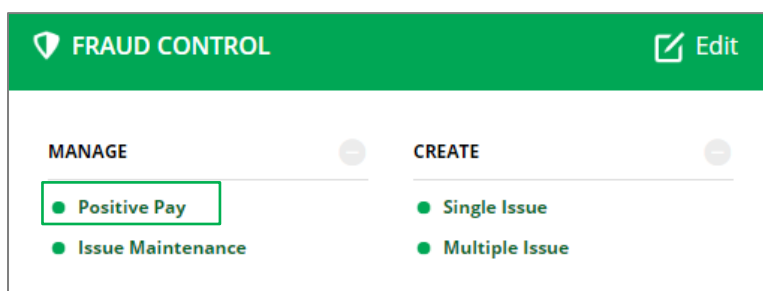 FRAUD CONTROL Edit
MANAGE CREATE
Positive Pay Single Issue
Issue Maintenance Multiple Issue